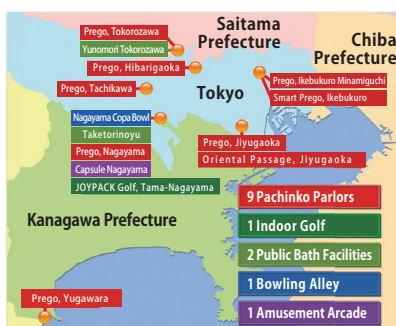 Saitama
Prefecture
Chiba
Prefecture
Prego, Tokorozawa
Yunomori Tokorozawa
Prego, Hibarigaoka
Prego, Tachikawa
Tokyo
Prego, Ikebukuro Minamiguchi
Smart Prego, Ikebukuro
Nagayama Copa Bowl
Taketorinoyu
Prego, Nagayama
Capsule Nagayama
JOYPACK Golf, Tama-Nagayama
Prego, Jiyugaoka
Oriental Passage, Jiyugaoka
Kanagawa Prefecture
9 Pachinko Parlors
1 Indoor Golf
2 Public Bath Facilities
1 Bowling Alley
1 Amusement Arcade
Prego, Yugawara